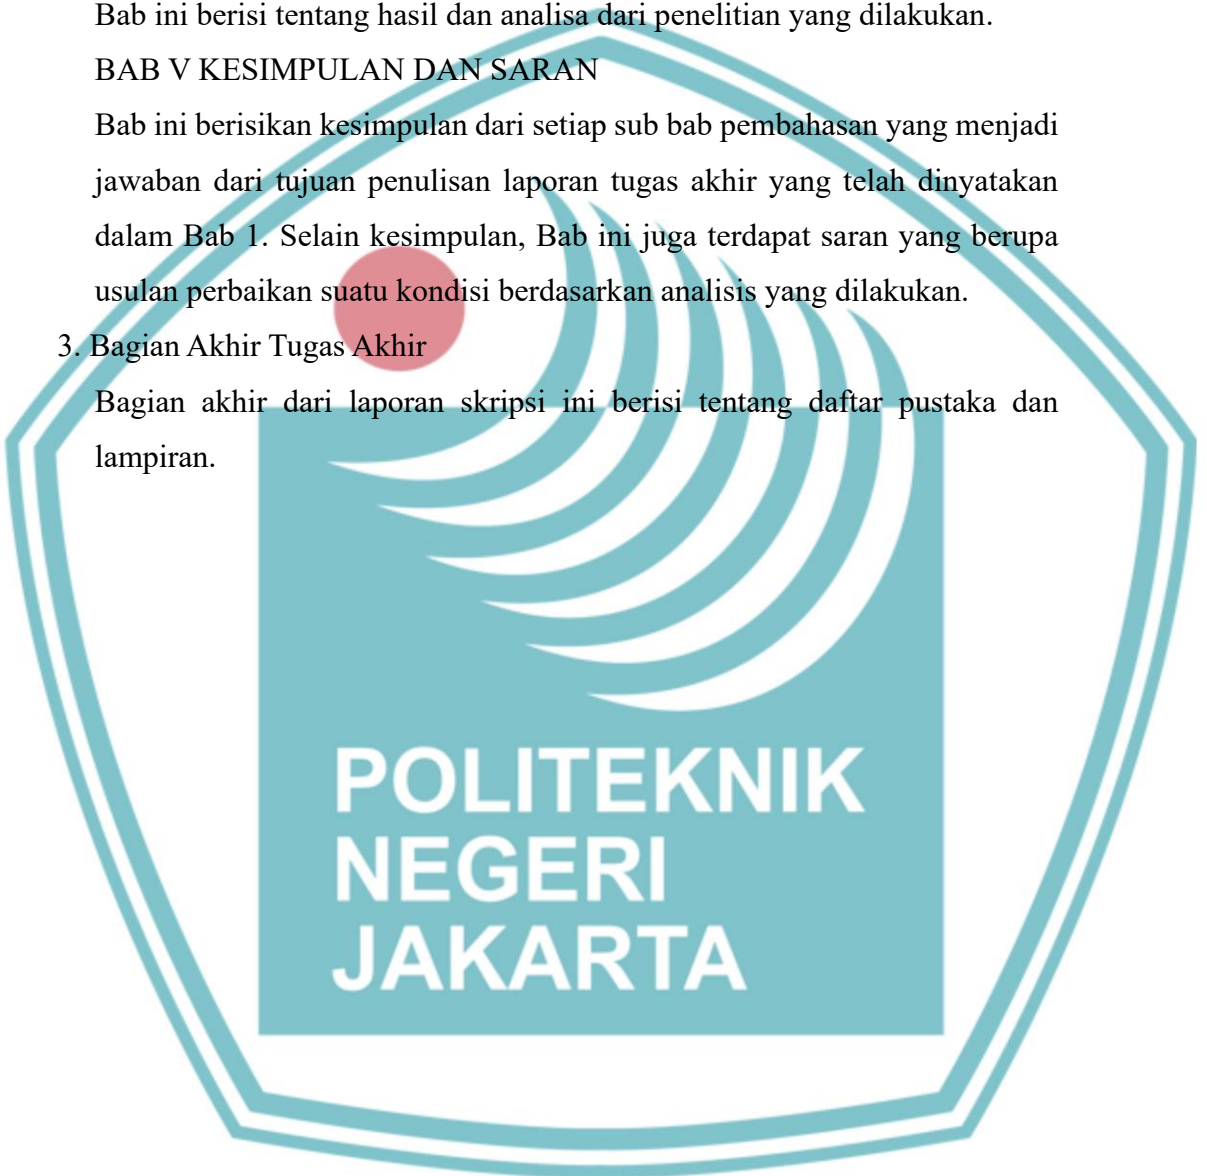 Bab ini berisi tentang hasil dan analisa dari penelitian yang dilakukan.
BAB V KESIMPULAN DAN SARAN
Bab ini berisikan kesimpulan dari setiap sub bab pembahasan yang menjadi
jawaban dari tujuan penulisan laporan tugas akhir yang telah dinyatakan
dalam Bab 1. Selain kesimpulan, Bab ini juga terdapat saran yang berupa
usulan perbaikan suatu kondisi berdasarkan analisis yang dilakukan.
3. Bagian Akhir Tugas Akhir
Bagian akhir dari laporan skripsi ini berisi tentang daftar pustaka dan
lampiran.
POLITEKNIK
NEGERI
JAKARTA